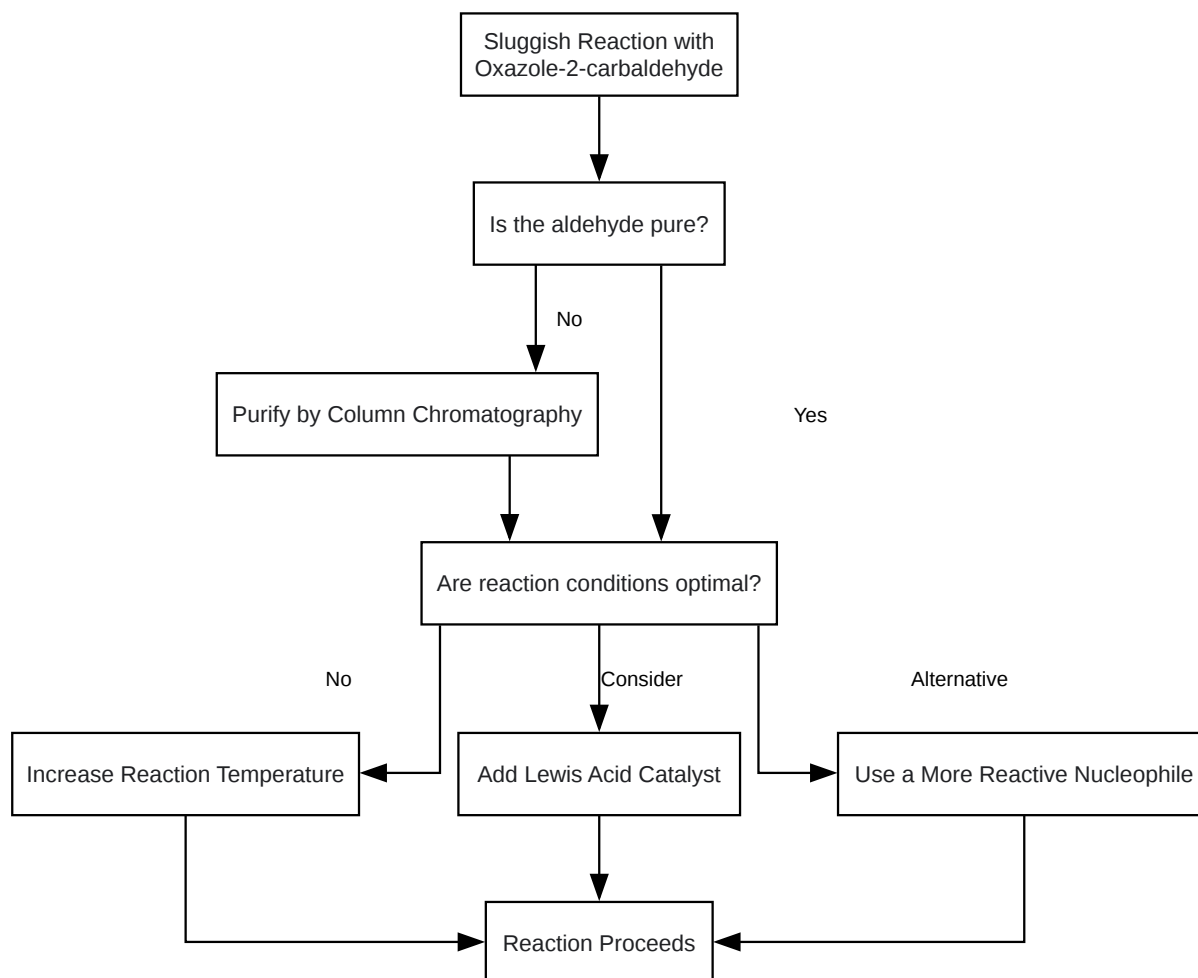 Sluggish Reaction with
Oxazole-2-carbaldehyde
Is the aldehyde pure?
No
Purify by Column Chromatography
Yes
Are reaction conditions optimal?
No
Consider
Alternative
Increase Reaction Temperature
Add Lewis Acid Catalyst
Use a More Reactive Nucleophile
Reaction Proceeds